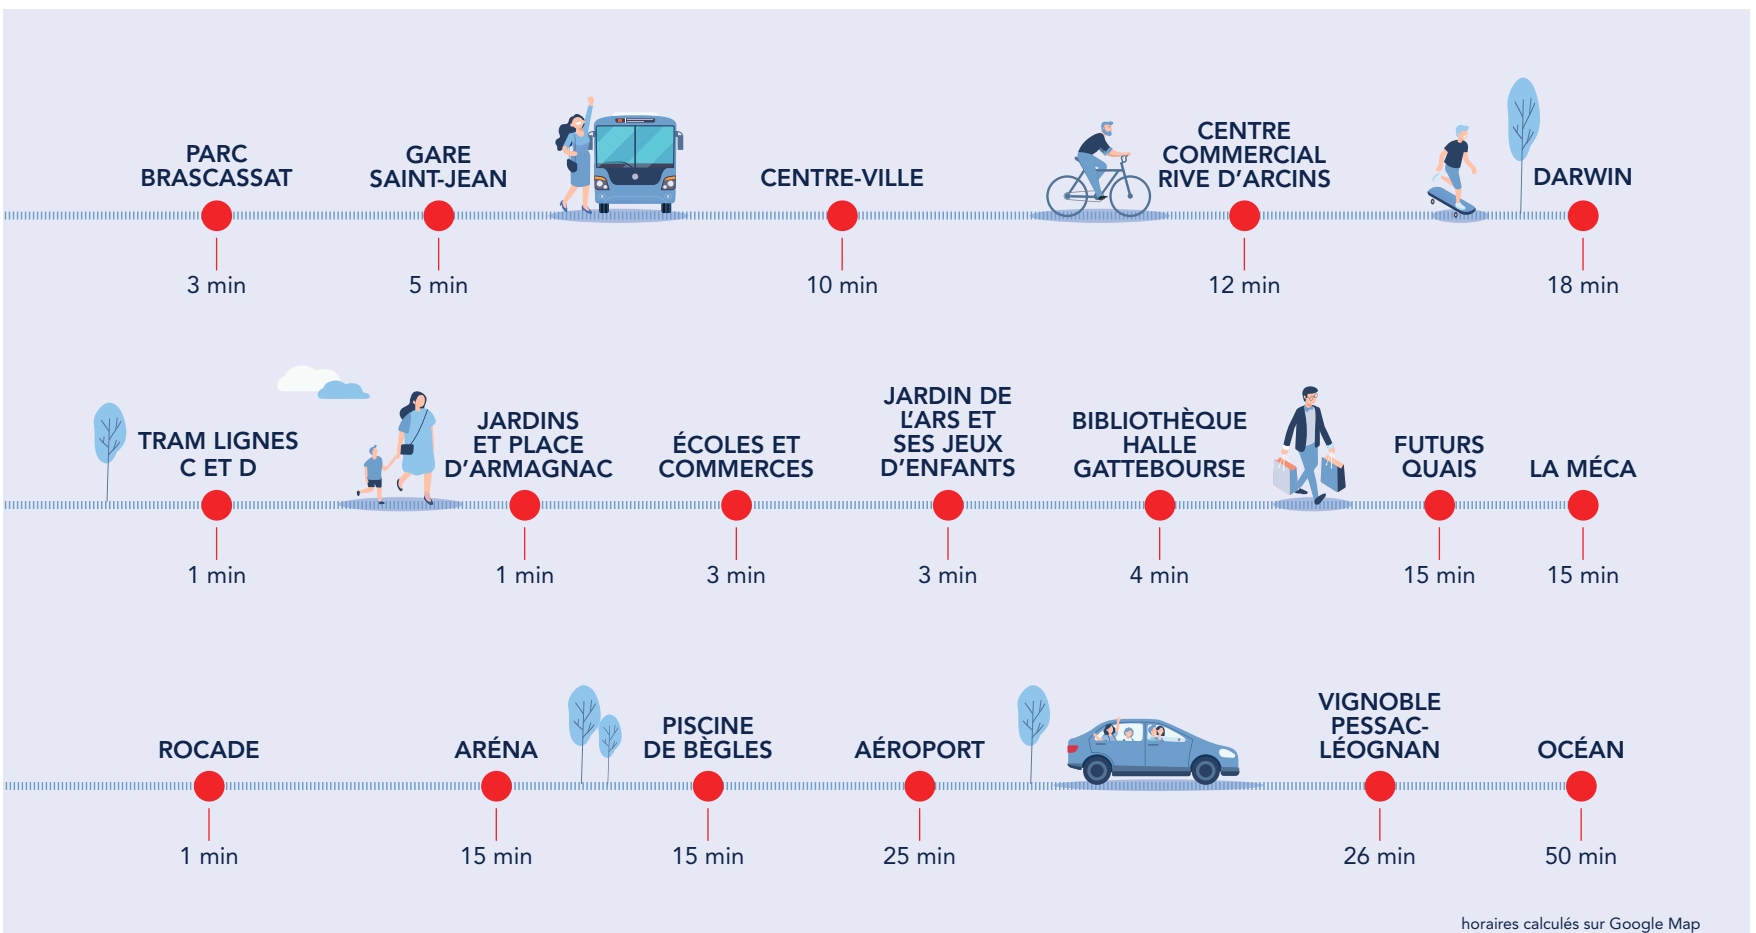 PARC
BRASCASSAT
3 min
GARE
SAINT-JEAN
5 min
CENTRE-VILLE
10 min
CENTRE
COMMERCIAL
RIVE D'ARCINS
12 min
DARWIN
18 min
TRAM LIGNES
C ET D
1 min
JARDINS
ET PLACE
D'ARMAGNAC
1 min
ÉCOLES ET
COMMERCES
3 min
JARDIN DE
L'ARS ET
SES JEUX
D'ENFANTS
3 min
BIBLIOTHÈQUE
HALLE
GATTEBOURSE
4 min
FUTURS
QUAIS
15 min
LA MÉCA
15 min
ROCADE
1 min
ARÉNA
15 min
PISCINE
DE BÈGLES
15 min
AÉROPORT
25 min
VIGNOBLE
PESSAC-
LÉOGNAN
26 min
OCÉAN
50 min
horaires calculés sur Google Map